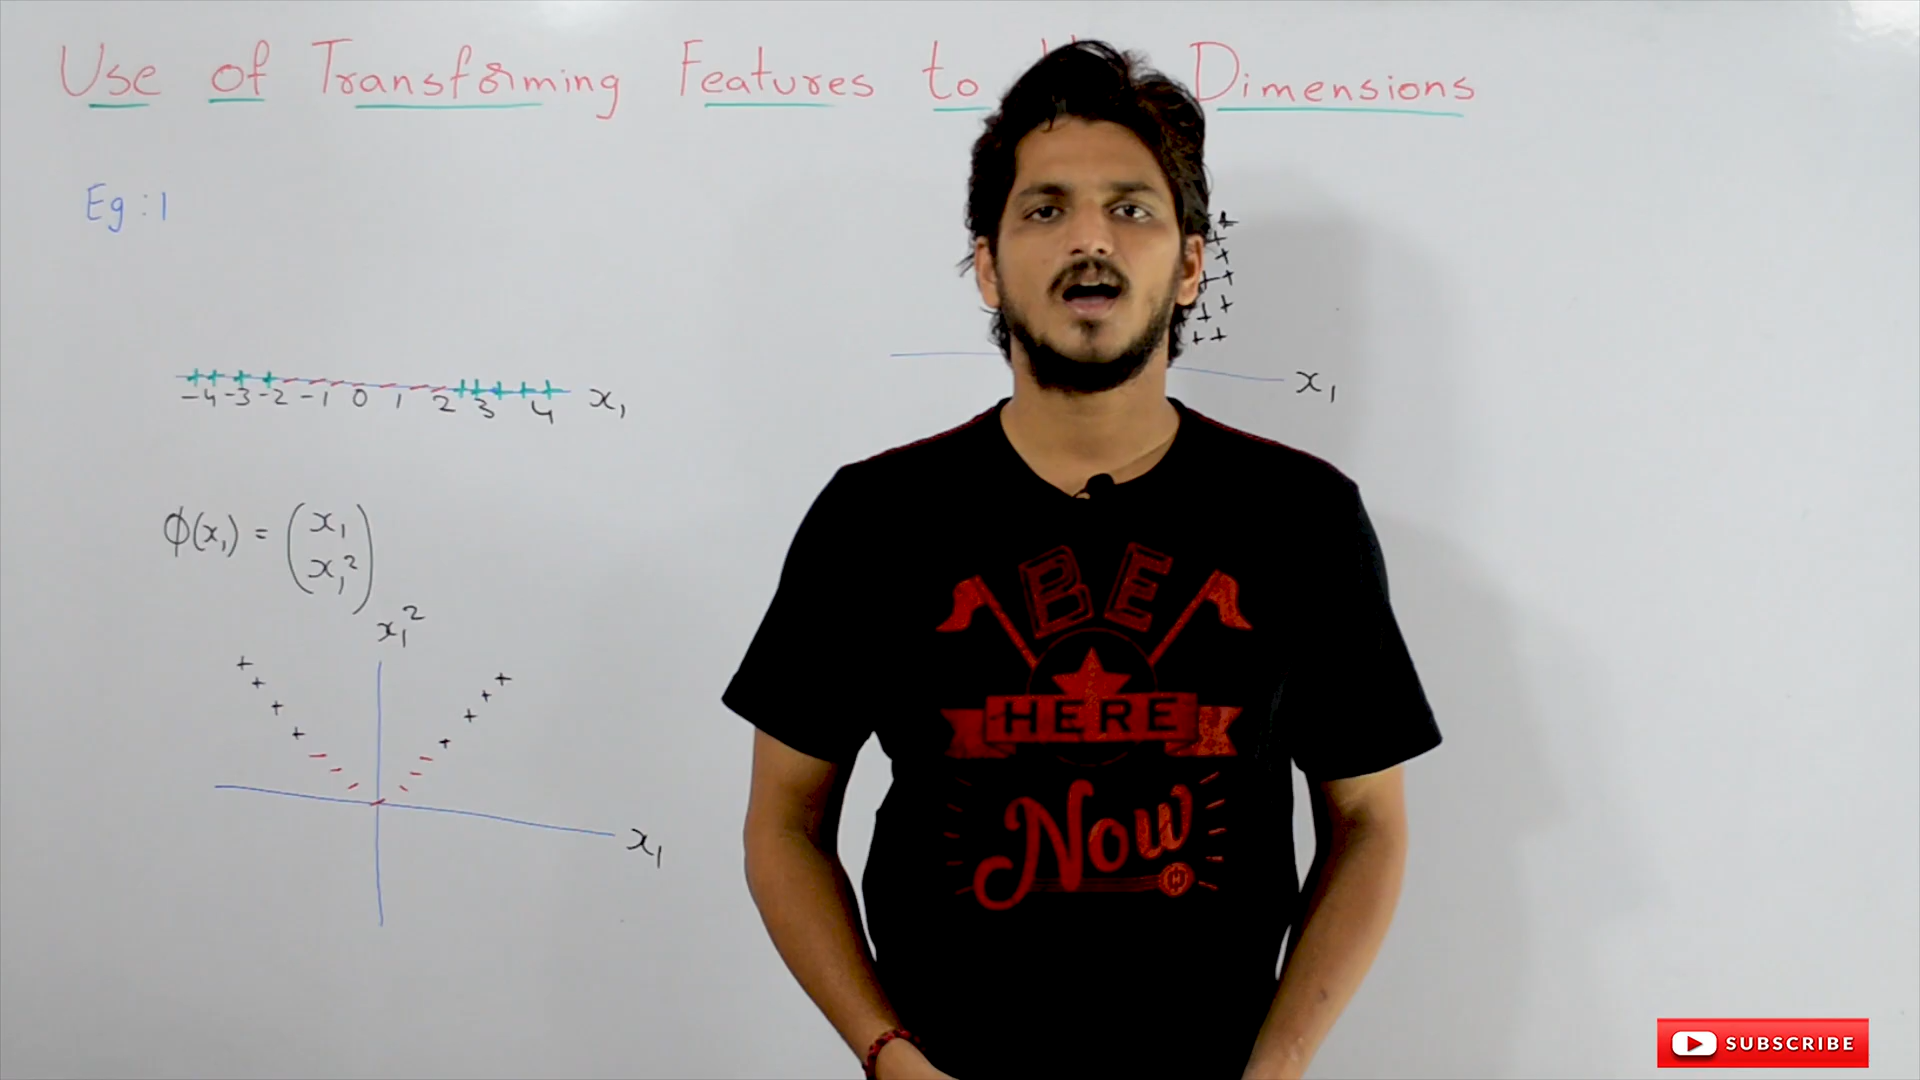 Use of Transforming Features to Dimensions
Eg : 1
-4 -3 -2 -1 0 1 2 3 4 x₁
x₁
ϕ(x₁) = (x₁
x₁²)
x₁²
x₁
BE
HERE
Now
SUBSCRIBE